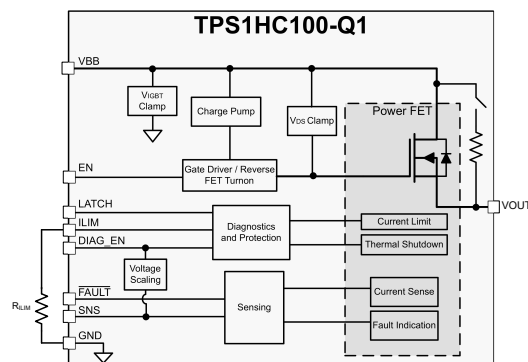 TPS1HC100-Q1
VBB
VIGBT
Clamp
Charge Pump
VDS Clamp
Power FET
EN
Gate Driver / Reverse
FET Turnon
VOUT
LATCH
ILIM
DIAG_EN
Diagnostics
and Protection
Current Limit
Thermal Shutdown
Voltage
Scaling
RILIM
FAULT
SNS
GND
Sensing
Current Sense
Fault Indication